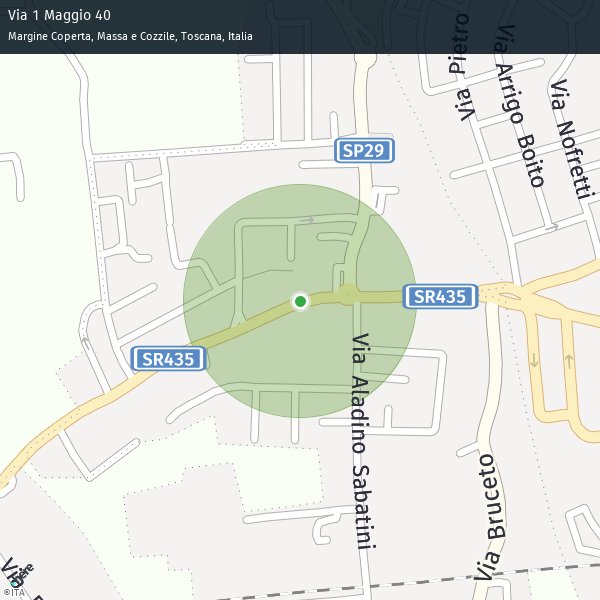 Via 1 Maggio 40
Margine Coperta, Massa e Cozzile, Toscana, Italia
Via Pietro
Via Arrigo Boito
Via Nofretti
SP29
SR435
SR435
Via Aladino Sabatini
Via Bruceto
©ITA